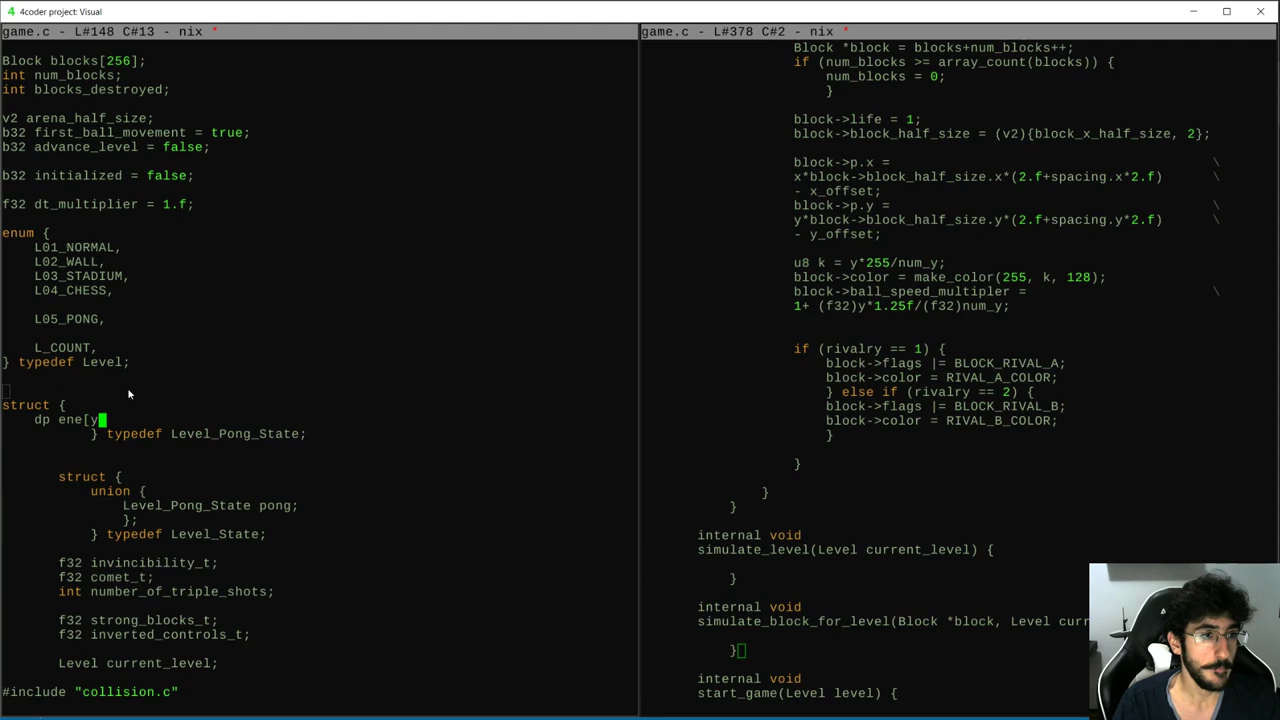 4 4coder project: Visual
game.c - L#148 C#13 - nix *
Block blocks[256];
int num_blocks;
int blocks_destroyed;
v2 arena_half_size;
b32 first_ball_movement = true;
b32 advance_level = false;
b32 initialized = false;
f32 dt_multiplier = 1.f;
enum {
L01_NORMAL,
L02_WALL,
L03_STADIUM,
L04_CHESS,
L05_PONG,
L_COUNT,
} typedef Level;
struct {
dp ene[y
} typedef Level_Pong_State;
struct {
union {
Level_Pong_State pong;
};
} typedef Level_State;
f32 invincibility_t;
f32 comet_t;
int number_of_triple_shots;
f32 strong_blocks_t;
f32 inverted_controls_t;
Level current_level;
#include "collision.c"
game.c - L#378 C#2 - nix *
Block *block = blocks+num_blocks++;
if (num_blocks >= array_count(blocks)) {
num_blocks = 0;
}
block->life = 1;
block->block_half_size = (v2){block_x_half_size, 2};
block->p.x = \
x*block->block_half_size.x*(2.f+spacing.x*2.f) \
- x_offset;
block->p.y = \
y*block->block_half_size.y*(2.f+spacing.y*2.f) \
- y_offset;
u8 k = y*255/num_y;
block->color = make_color(255, k, 128);
block->ball_speed_multipler = \
1+ (f32)y*1.25f/(f32)num_y;
if (rivalry == 1) {
block->flags |= BLOCK_RIVAL_A;
block->color = RIVAL_A_COLOR;
} else if (rivalry == 2) {
block->flags |= BLOCK_RIVAL_B;
block->color = RIVAL_B_COLOR;
}
}
}
}
internal void
simulate_level(Level current_level) {
}
internal void
simulate_block_for_level(Block *block, Level curr
}
internal void
start_game(Level level) {